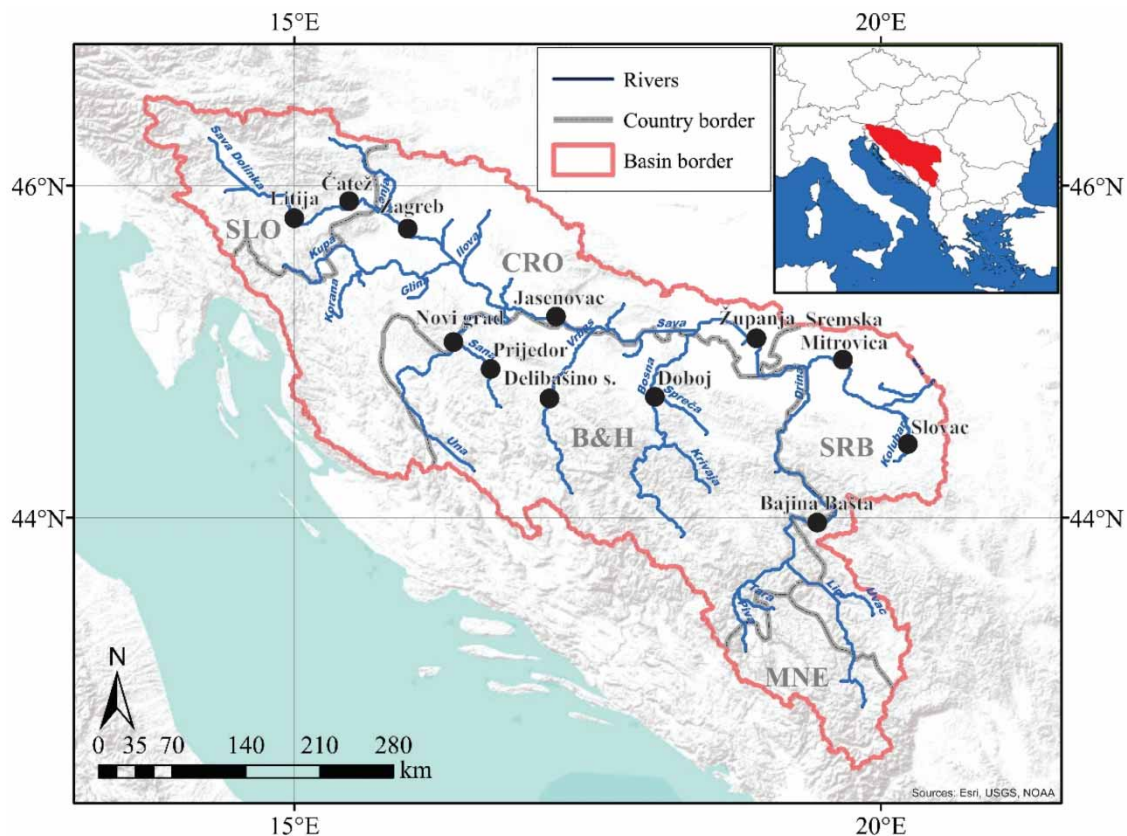 15°E
20°E
Rivers
Country border
Basin border
46°N
46°N
Sava Dolinka
Čatež
Litija
Zagreb
SLO
Kupa
Ilova
CRO
Korana
Glina
Jasenovac
Novi grad
Vrbas
Sava
Županja
Sremska
Mitrovica
Sana
Prijedor
Delibašino s.
Bosna
Doboj
Spreča
Drina
B&H
SRB
Slovac
Una
Krivaja
44°N
44°N
Bajina Bašta
Tara
Piva
Lip
Uvac
MNE
N
0 35 70 140 210 280
km
Sources: Esri, USGS, NOAA
15°E
20°E